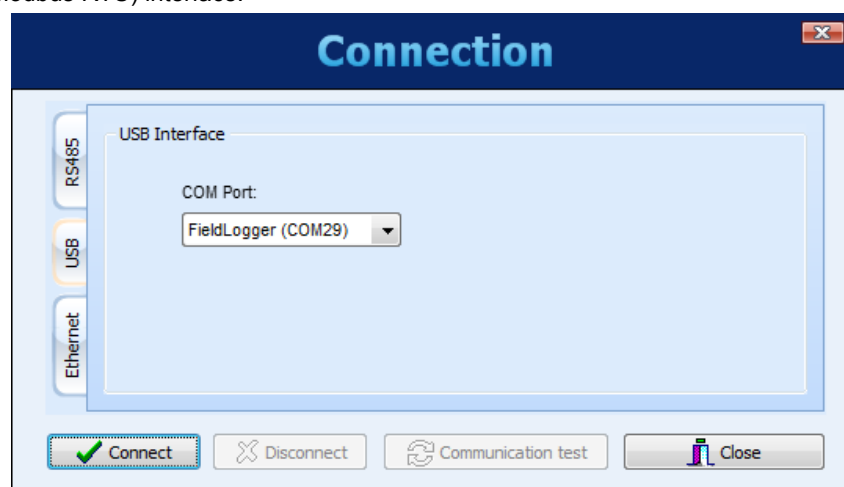 Connection
RS485
USB
Ethernet
USB Interface
COM Port:
FieldLogger (COM29)
Connect
Disconnect
Communication test
Close